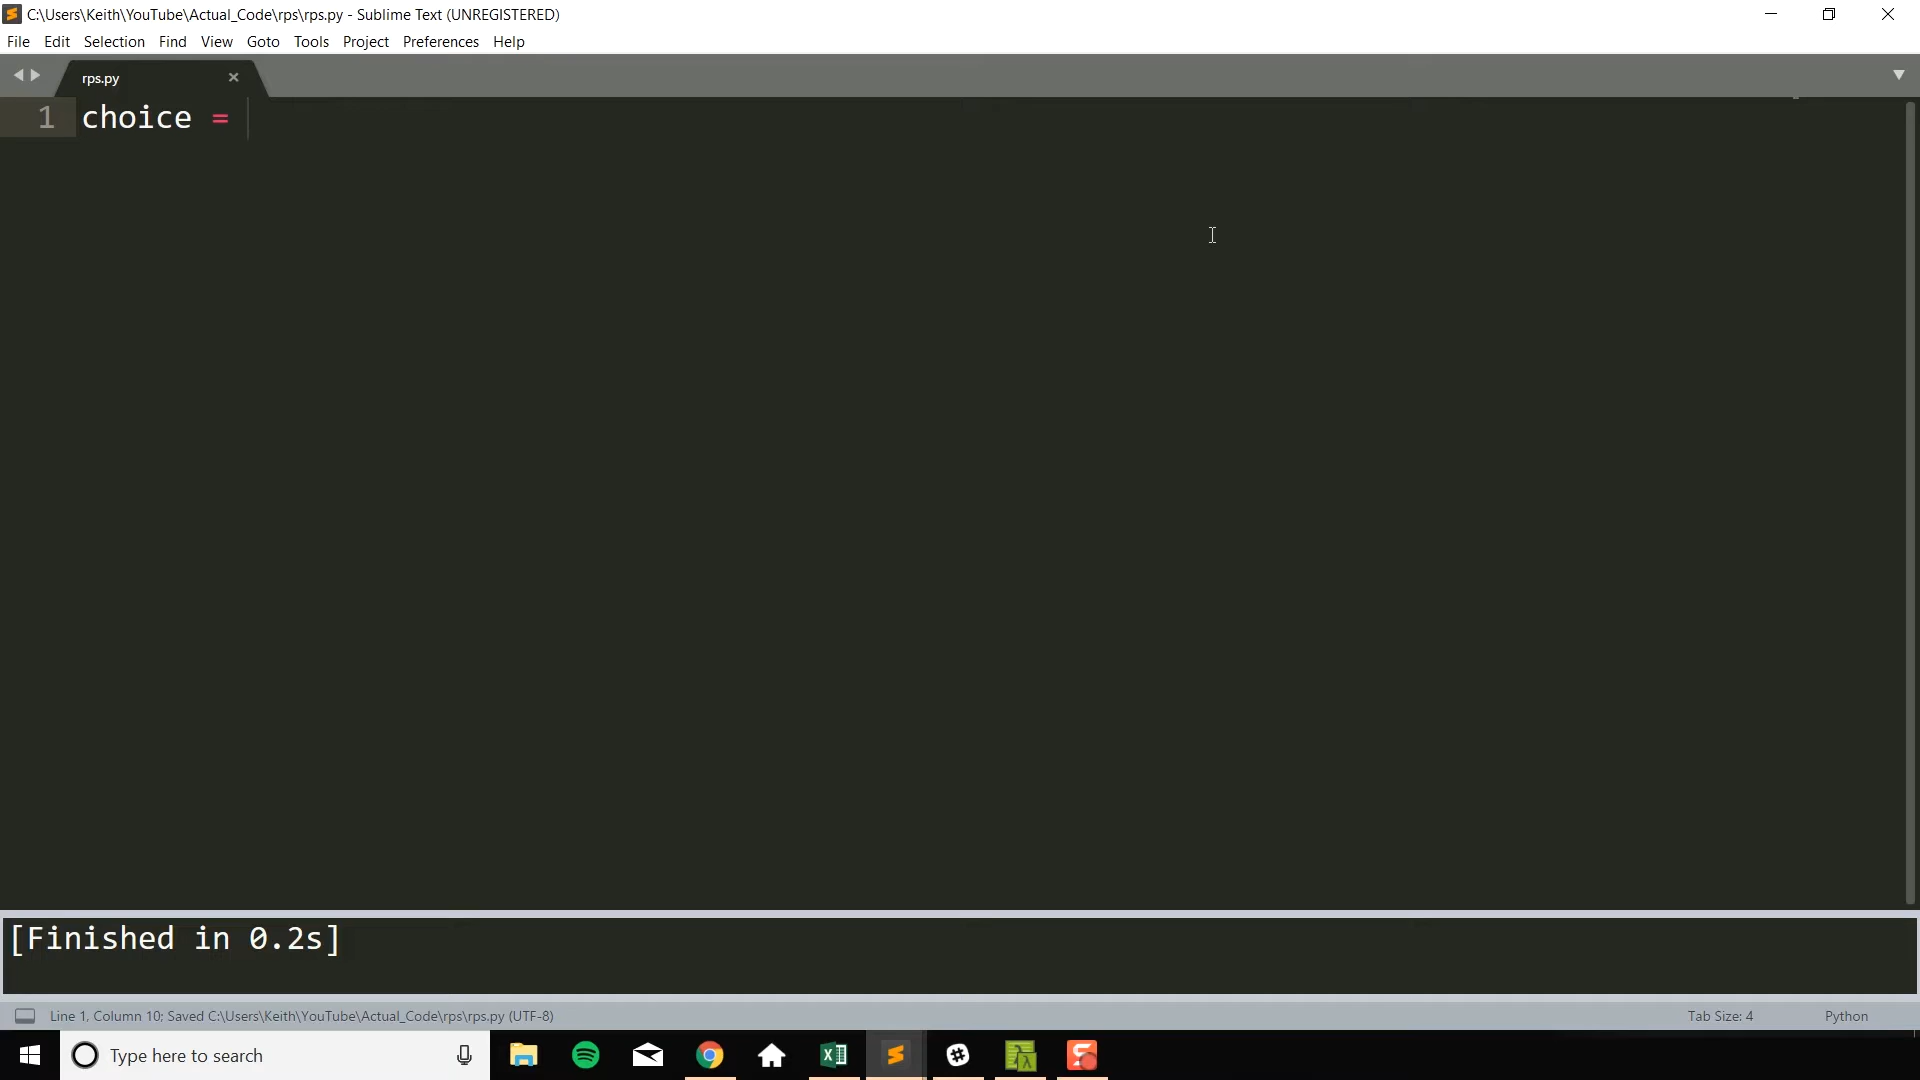 C:\Users\Keith\YouTube\Actual_Code\rps\rps.py - Sublime Text (UNREGISTERED)
File Edit Selection Find View Goto Tools Project Preferences Help
rps.py
1 choice =
[Finished in 0.2s]
Line 1, Column 10; Saved C:\Users\Keith\YouTube\Actual_Code\rps\rps.py (UTF-8) Tab Size: 4 Python
Type here to search